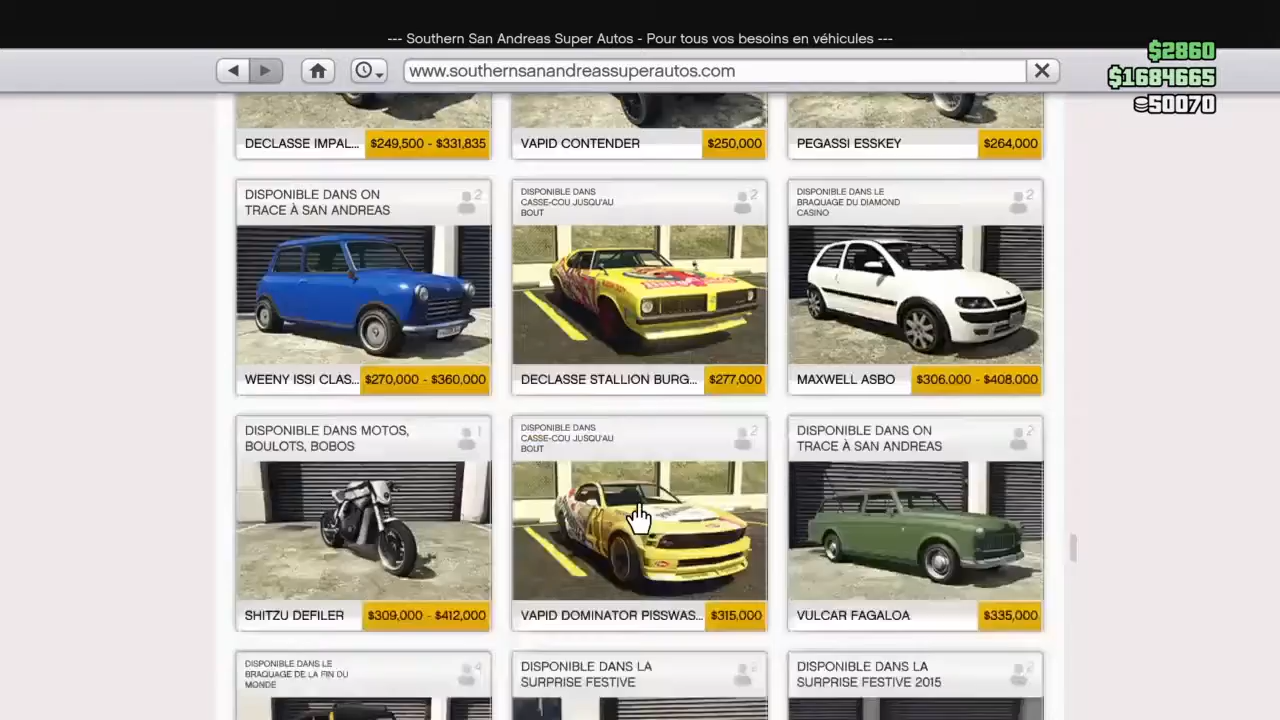 --- Southern San Andreas Super Autos - Pour tous vos besoins en véhicules ---
$2860
www.southernsanandreassuperautos.com
$1684665
50070
DECLASSE IMPAL... $249,500 - $331,835
VAPID CONTENDER $250,000
PEGASSI ESSKEY $264,000
DISPONIBLE DANS ON
TRACE À SAN ANDREAS
2
DISPONIBLE DANS
CASSE-COU JUSQU'AU
BOUT
2
DISPONIBLE DANS LE
BRAQUAGE DU DIAMOND
CASINO
2
WEENY ISSI CLAS... $270,000 - $360,000
DECLASSE STALLION BURG... $277,000
MAXWELL ASBO $306,000 - $408,000
DISPONIBLE DANS MOTOS,
BOULOTS, BOBOS
1
DISPONIBLE DANS
CASSE-COU JUSQU'AU
BOUT
2
DISPONIBLE DANS ON
TRACE À SAN ANDREAS
2
SHITZU DEFILER $309,000 - $412,000
VAPID DOMINATOR PISSWAS... $315,000
VULCAR FAGALOA $335,000
DISPONIBLE DANS LE
BRAQUAGE DE LA FIN DU
MONDE
4
DISPONIBLE DANS LA
SURPRISE FESTIVE
2
DISPONIBLE DANS LA
SURPRISE FESTIVE 2015
2